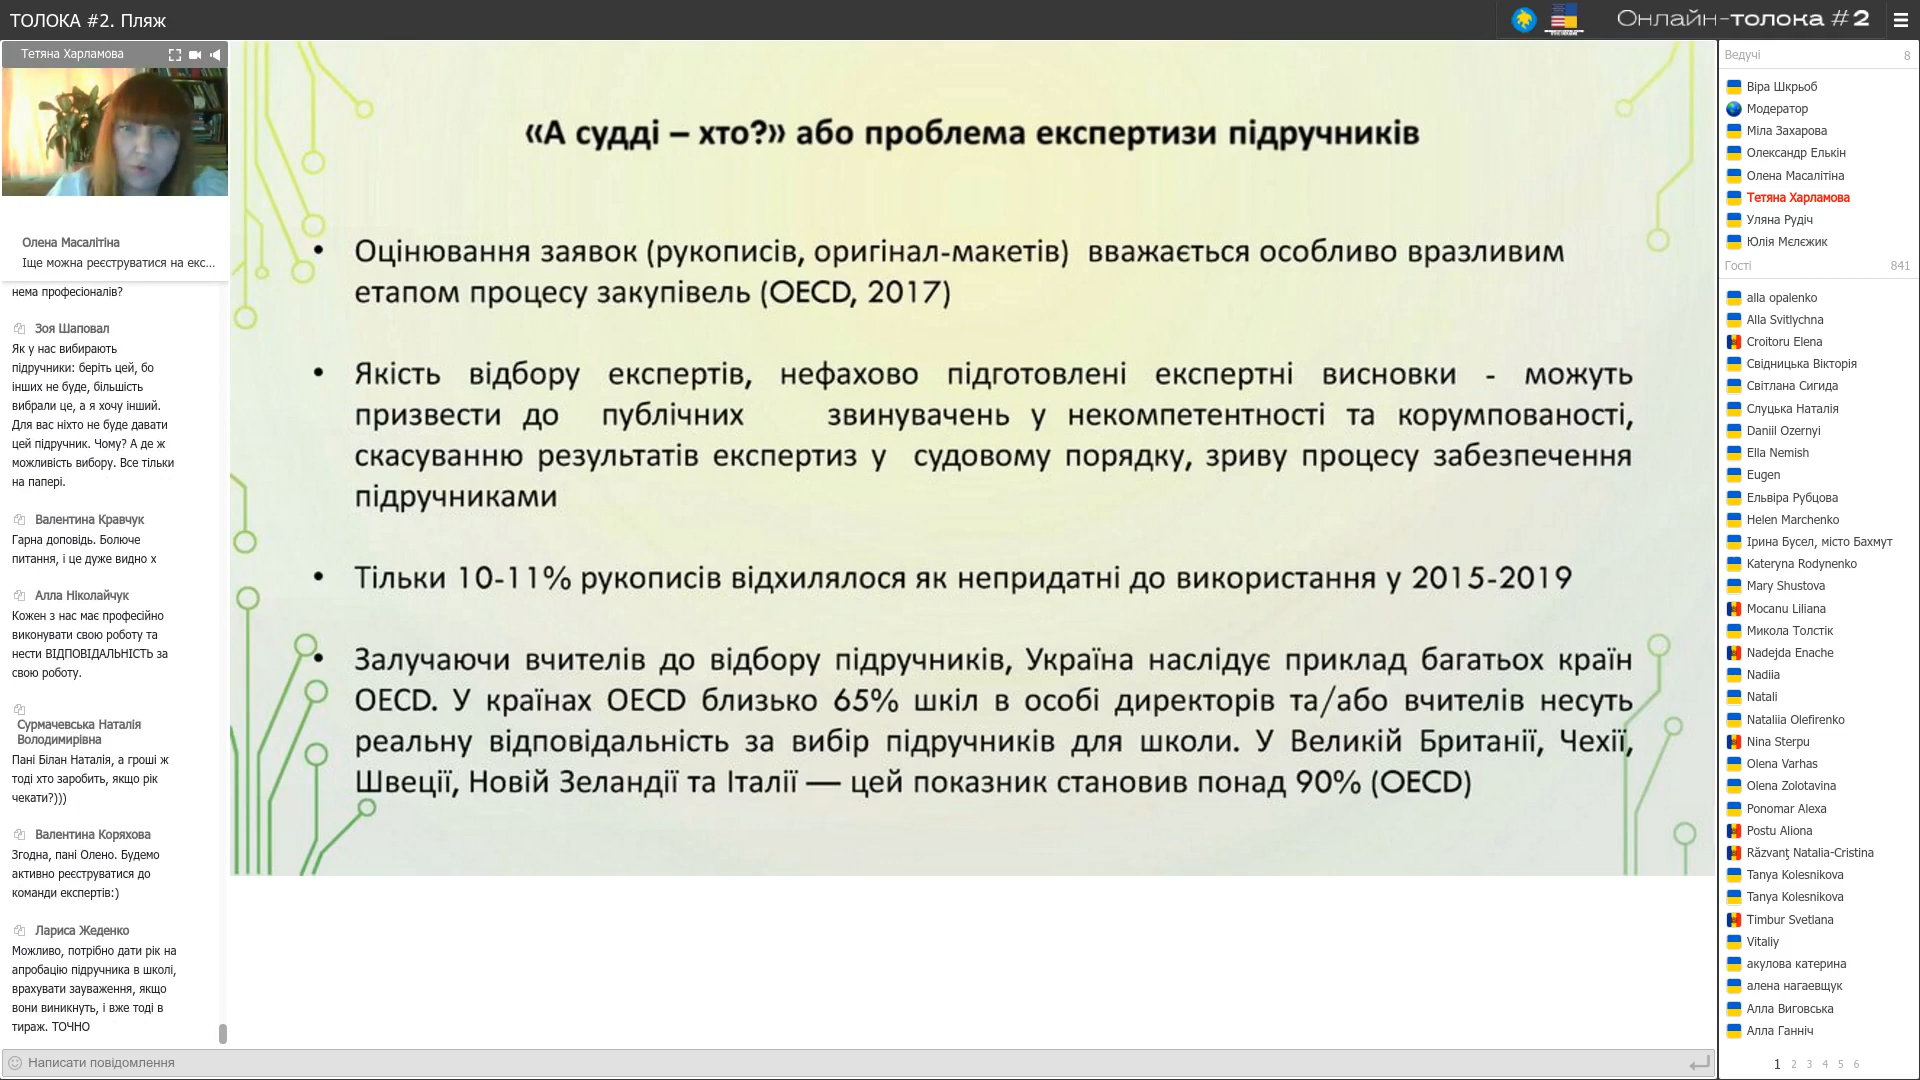 ТОЛОКА #2. Пляж
Онлайн-толока #2
Тетяна Харламова
Олена Масалітіна
Іще можна реєструватися на екс...
нема професіоналів?
Зоя Шаповал
Як у нас вибирають
підручники: беріть цей, бо
інших не буде, більшість
вибрали це, а я хочу інший.
Для вас ніхто не буде давати
цей підручник. Чому? А де ж
можливість вибору. Все тільки
на папері.
Валентина Кравчук
Гарна доповідь. Болюче
питання, і це дуже видно х
Алла Ніколайчук
Кожен з нас має професійно
виконувати свою роботу та
нести ВІДПОВІДАЛЬНІСТЬ за
свою роботу.
Сурмачевська Наталія
Володимирівна
Пані Білан Наталія, а гроші ж
тоді хто заробить, якщо рік
чекати?)))
Валентина Коряхова
Згодна, пані Олено. Будемо
активно реєструватися до
команди експертів:)
Лариса Жеденко
Можливо, потрібно дати рік на
апробацію підручника в школі,
врахувати зауваження, якщо
вони виникнуть, і вже тоді в
тираж. ТОЧНО
Написати повідомлення
«А судді – хто?» або проблема експертизи підручників
• Оцінювання заявок (рукописів, оригінал-макетів) вважається особливо вразливим
етапом процесу закупівель (OECD, 2017)
• Якість відбору експертів, нефахово підготовлені експертні висновки - можуть
призвести до публічних звинувачень у некомпетентності та корумпованості,
скасуванню результатів експертиз у судовому порядку, зриву процесу забезпечення
підручниками
• Тільки 10-11% рукописів відхилялося як непридатні до використання у 2015-2019
• Залучаючи вчителів до відбору підручників, Україна наслідує приклад багатьох країн
OECD. У країнах OECD близько 65% шкіл в особі директорів та/або вчителів несуть
реальну відповідальність за вибір підручників для школи. У Великій Британії, Чехії,
Швеції, Новій Зеландії та Італії — цей показник становив понад 90% (OECD)
Ведучі 8
Віра Шкрьоб
Модератор
Міла Захарова
Олександр Елькін
Олена Масалітіна
Тетяна Харламова
Уляна Рудіч
Юлія Мєлєжик
Гості 841
alla opalenko
Alla Svitlychna
Croitoru Elena
Свідницька Вікторія
Світлана Сигида
Слуцька Наталія
Daniil Ozernyi
Ella Nemish
Eugen
Ельвіра Рубцова
Helen Marchenko
Ірина Бусел, місто Бахмут
Kateryna Rodynenko
Mary Shustova
Mocanu Liliana
Микола Толстік
Nadejda Enache
Nadiia
Natali
Nataliia Olefirenko
Nina Sterpu
Olena Varhas
Olena Zolotavina
Ponomar Alexa
Postu Aliona
Răzvanţ Natalia-Cristina
Tanya Kolesnikova
Tanya Kolesnikova
Timbur Svetlana
Vitaliy
акулова катерина
алена нагаевщук
Алла Виговська
Алла Ганніч
1 2 3 4 5 6